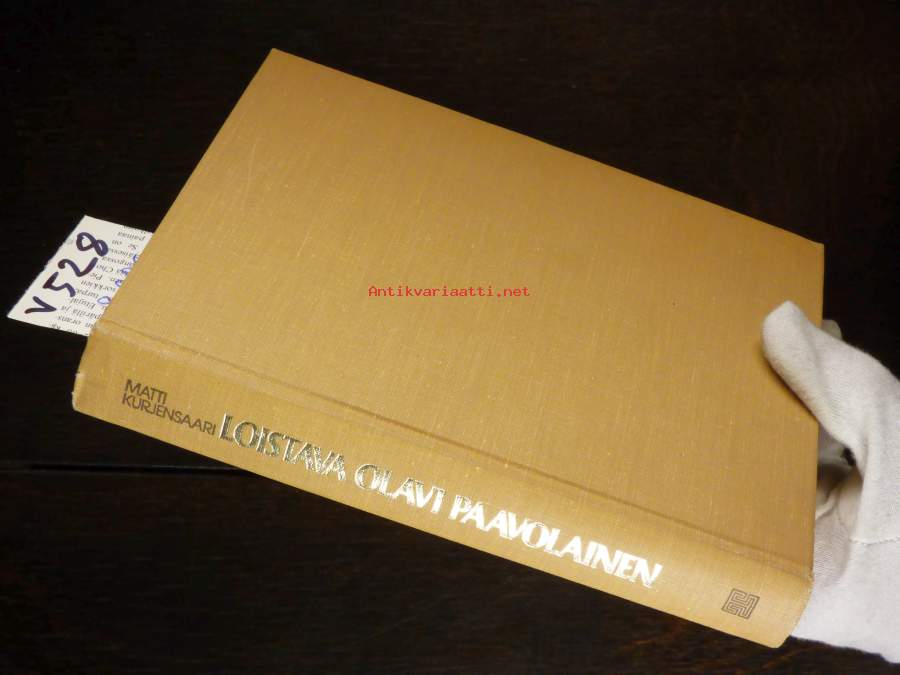 V528
Antikvariaatti.net
MATTI
KURJENSAARI
LOISTAVA OLAVI PAAVOLAINEN